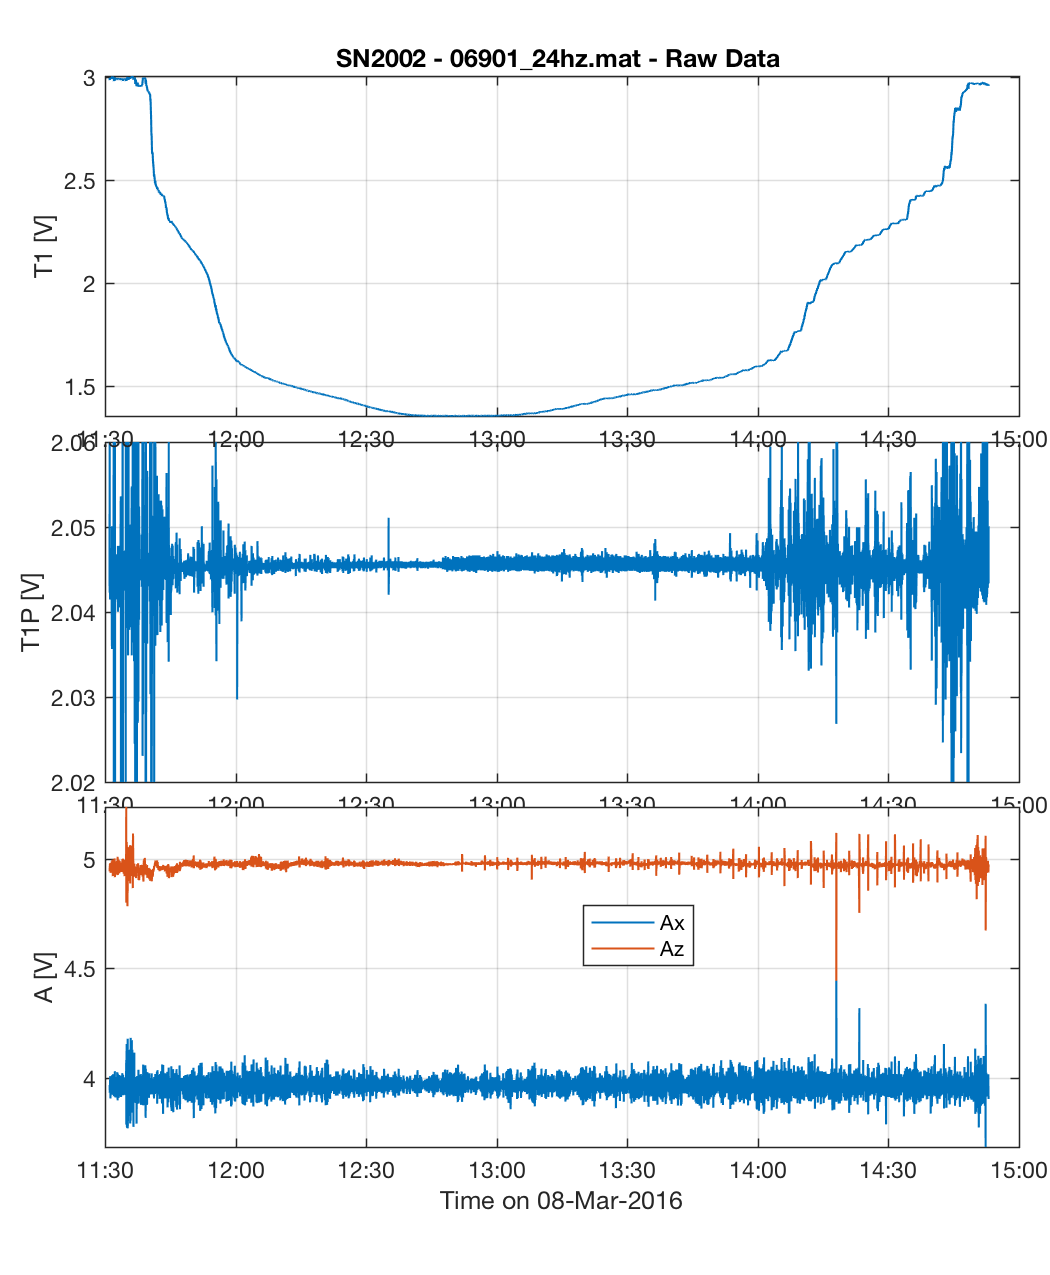 SN2002 - 06901_24hz.mat - Raw Data
3
2.5
2
1.5
T1 [V]
11:30 12:00 12:30 13:00 13:30 14:00 14:30 15:00
2.06
2.05
2.04
2.03
2.02
T1P [V]
11:30 12:00 12:30 13:00 13:30 14:00 14:30 15:00
5
4.5
4
A [V]
Ax
Az
11:30 12:00 12:30 13:00 13:30 14:00 14:30 15:00
Time on 08-Mar-2016